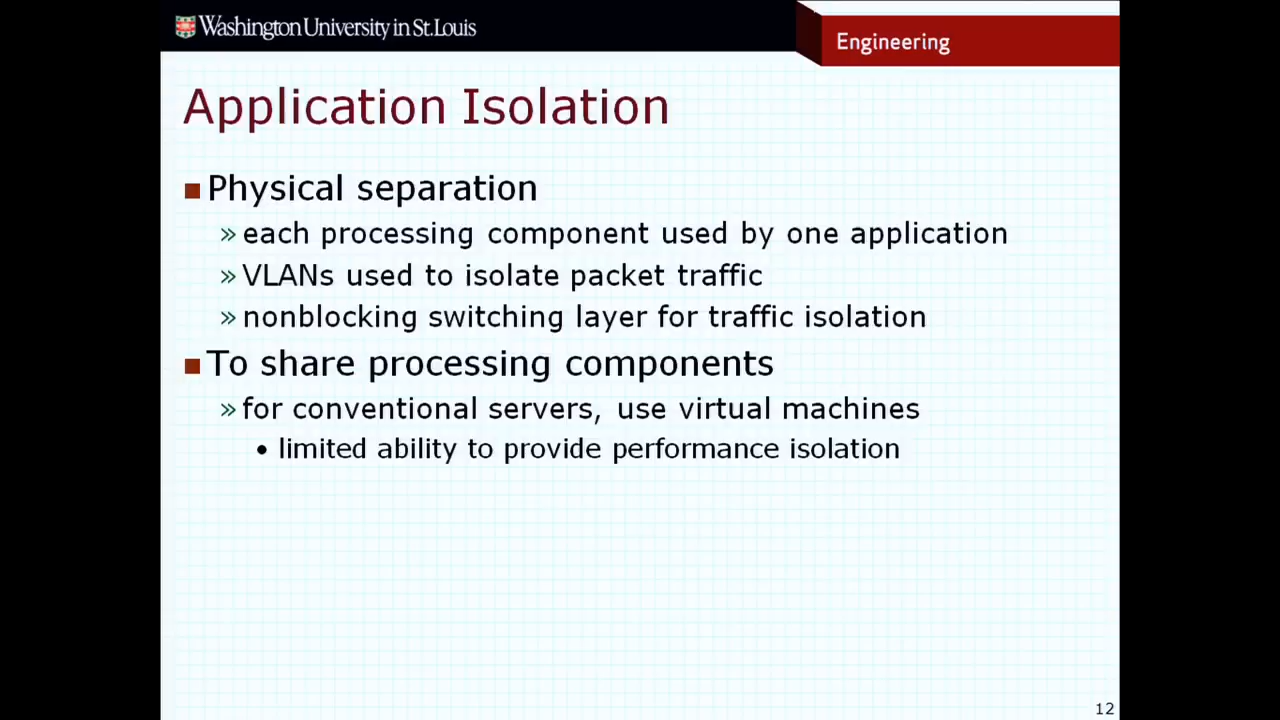 Washington University in St. Louis
Engineering
Application Isolation
Physical separation
» each processing component used by one application
» VLANs used to isolate packet traffic
» nonblocking switching layer for traffic isolation
To share processing components
» for conventional servers, use virtual machines
• limited ability to provide performance isolation
12